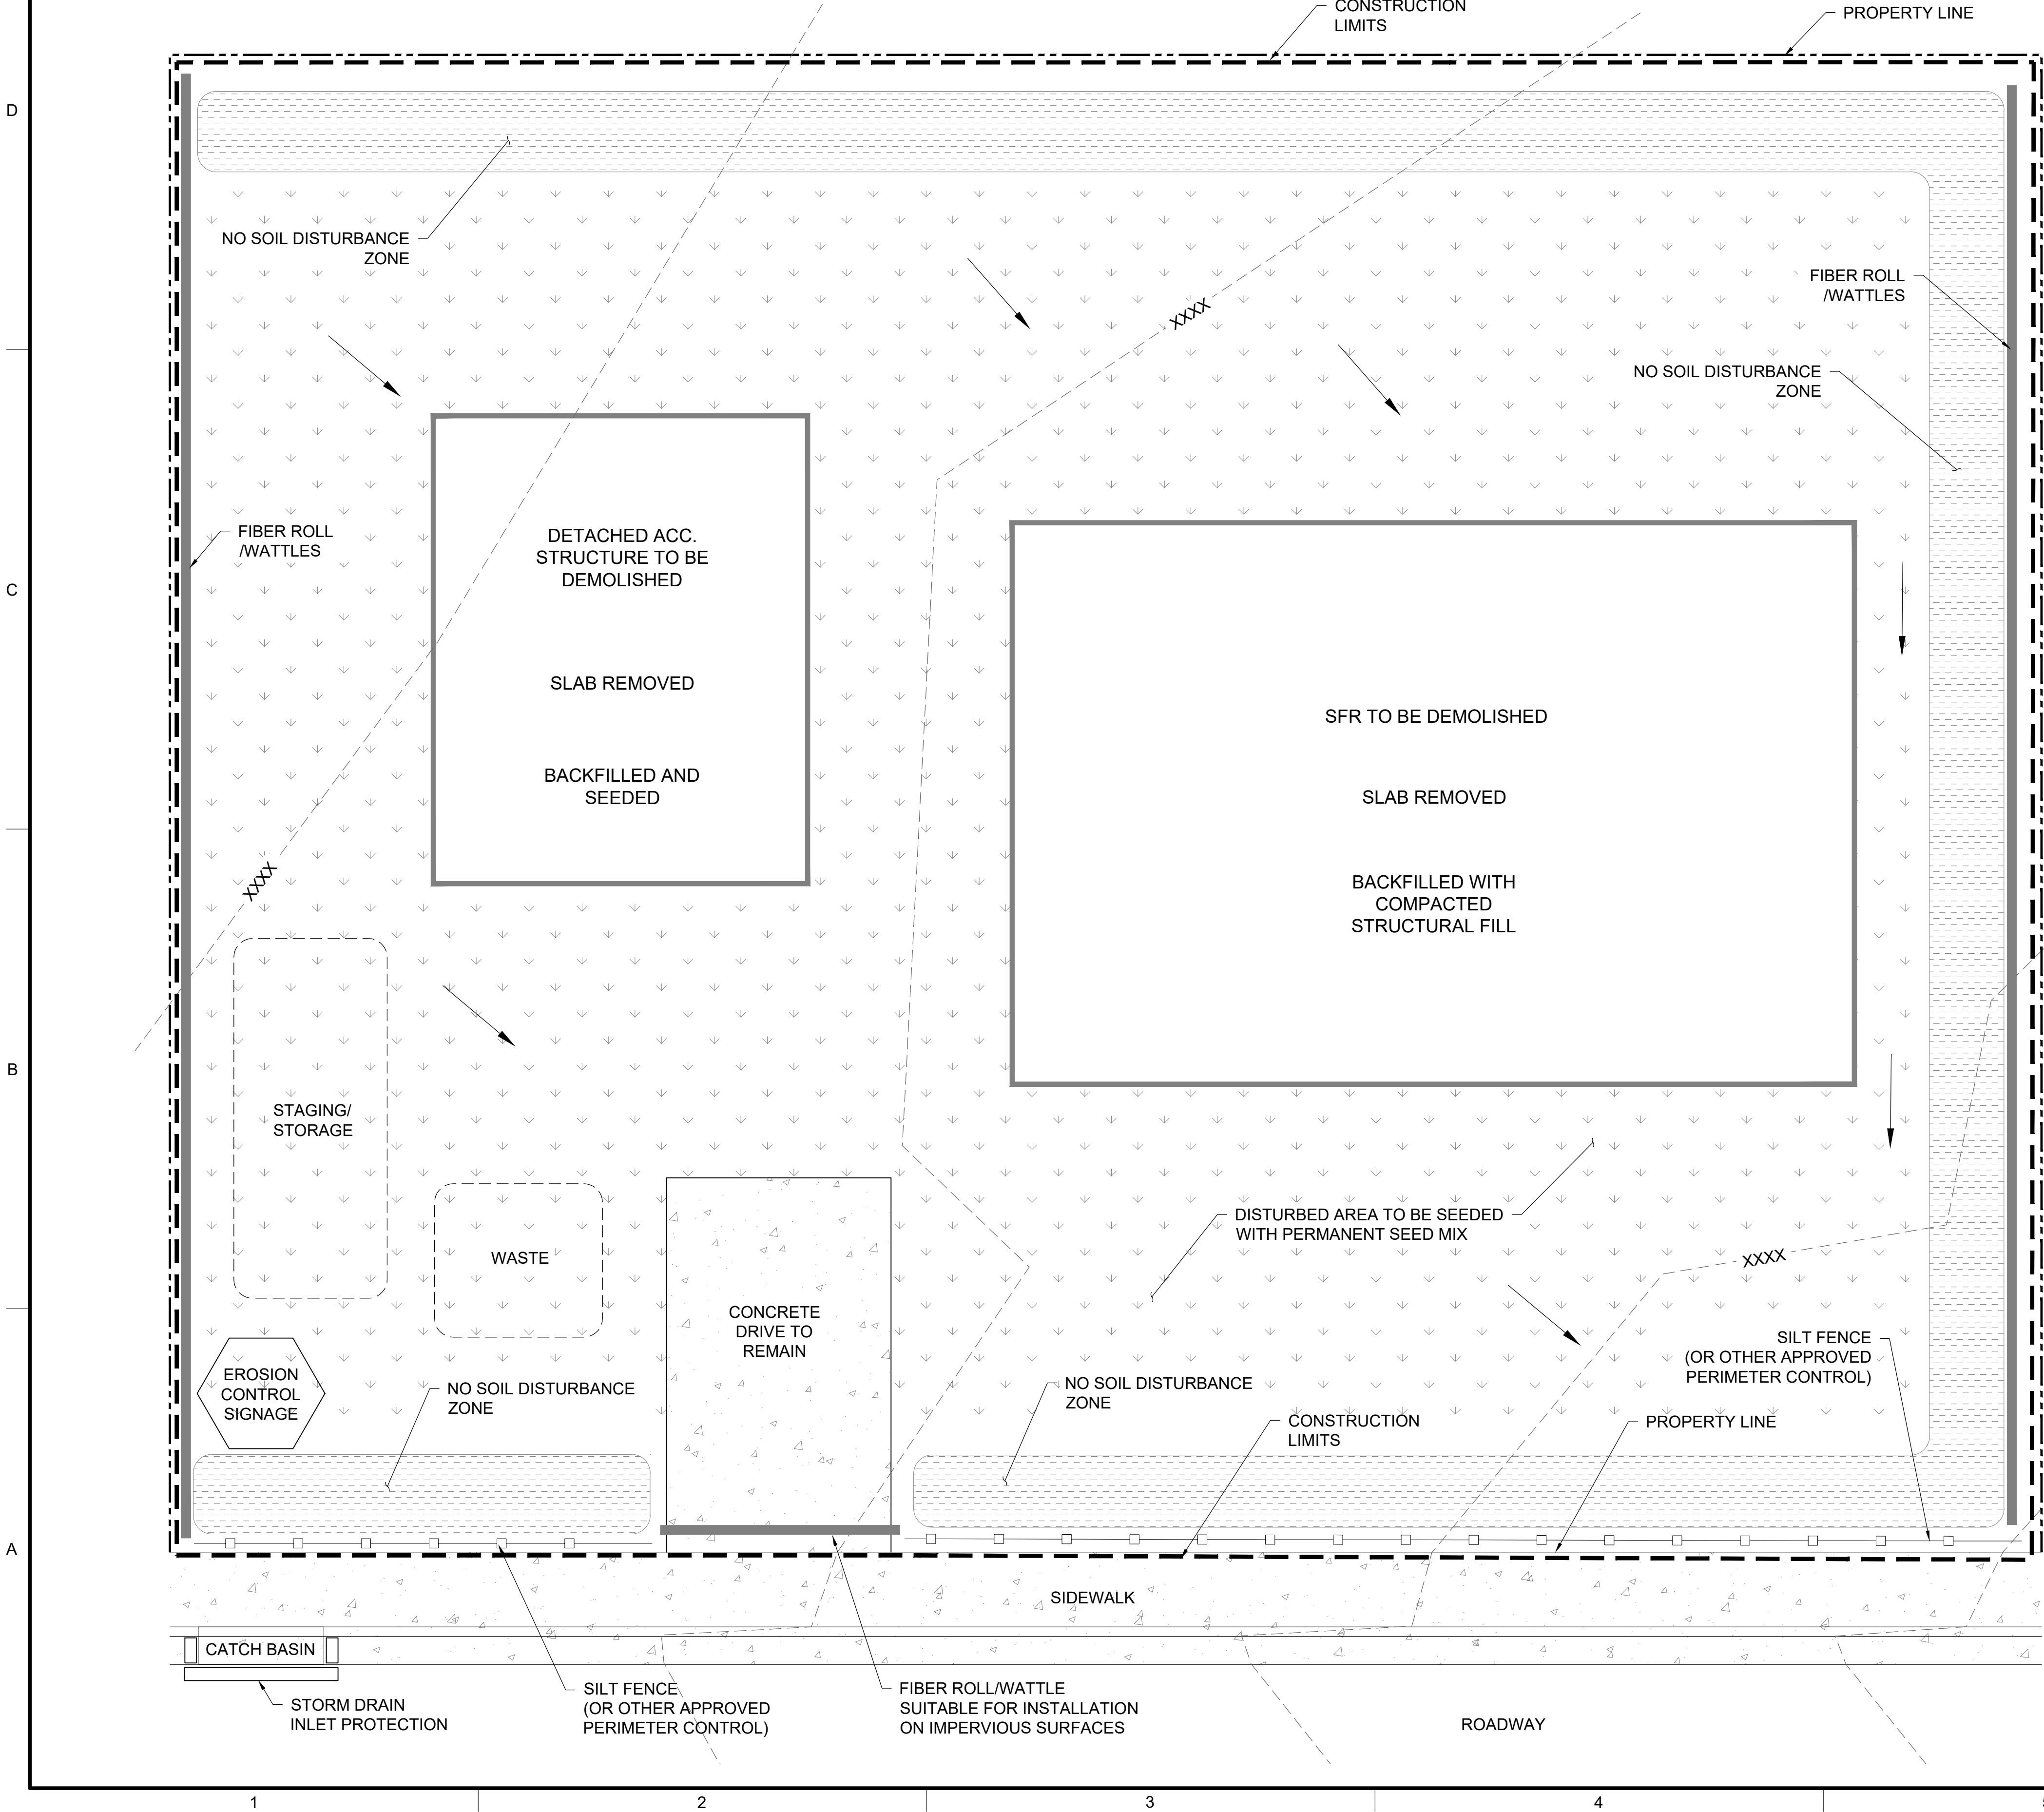 CONSTRUCTION
LIMITS
PROPERTY LINE
D
NO SOIL DISTURBANCE
ZONE
FIBER ROLL
/WATTLES
XXXX
NO SOIL DISTURBANCE
ZONE
FIBER ROLL
/WATTLES
DETACHED ACC.
STRUCTURE TO BE
DEMOLISHED
SLAB REMOVED
BACKFILLED AND
SEEDED
C
SFR TO BE DEMOLISHED
SLAB REMOVED
BACKFILLED WITH
COMPACTED
STRUCTURAL FILL
XXXX
B
STAGING/
STORAGE
WASTE
DISTURBED AREA TO BE SEEDED
WITH PERMANENT SEED MIX
XXXX
CONCRETE
DRIVE TO
REMAIN
SILT FENCE
(OR OTHER APPROVED
PERIMETER CONTROL)
EROSION
CONTROL
SIGNAGE
NO SOIL DISTURBANCE
ZONE
NO SOIL DISTURBANCE
ZONE
CONSTRUCTION
LIMITS
PROPERTY LINE
A
SIDEWALK
CATCH BASIN
STORM DRAIN
INLET PROTECTION
SILT FENCE
(OR OTHER APPROVED
PERIMETER CONTROL)
FIBER ROLL/WATTLE
SUITABLE FOR INSTALLATION
ON IMPERVIOUS SURFACES
ROADWAY
1
2
3
4